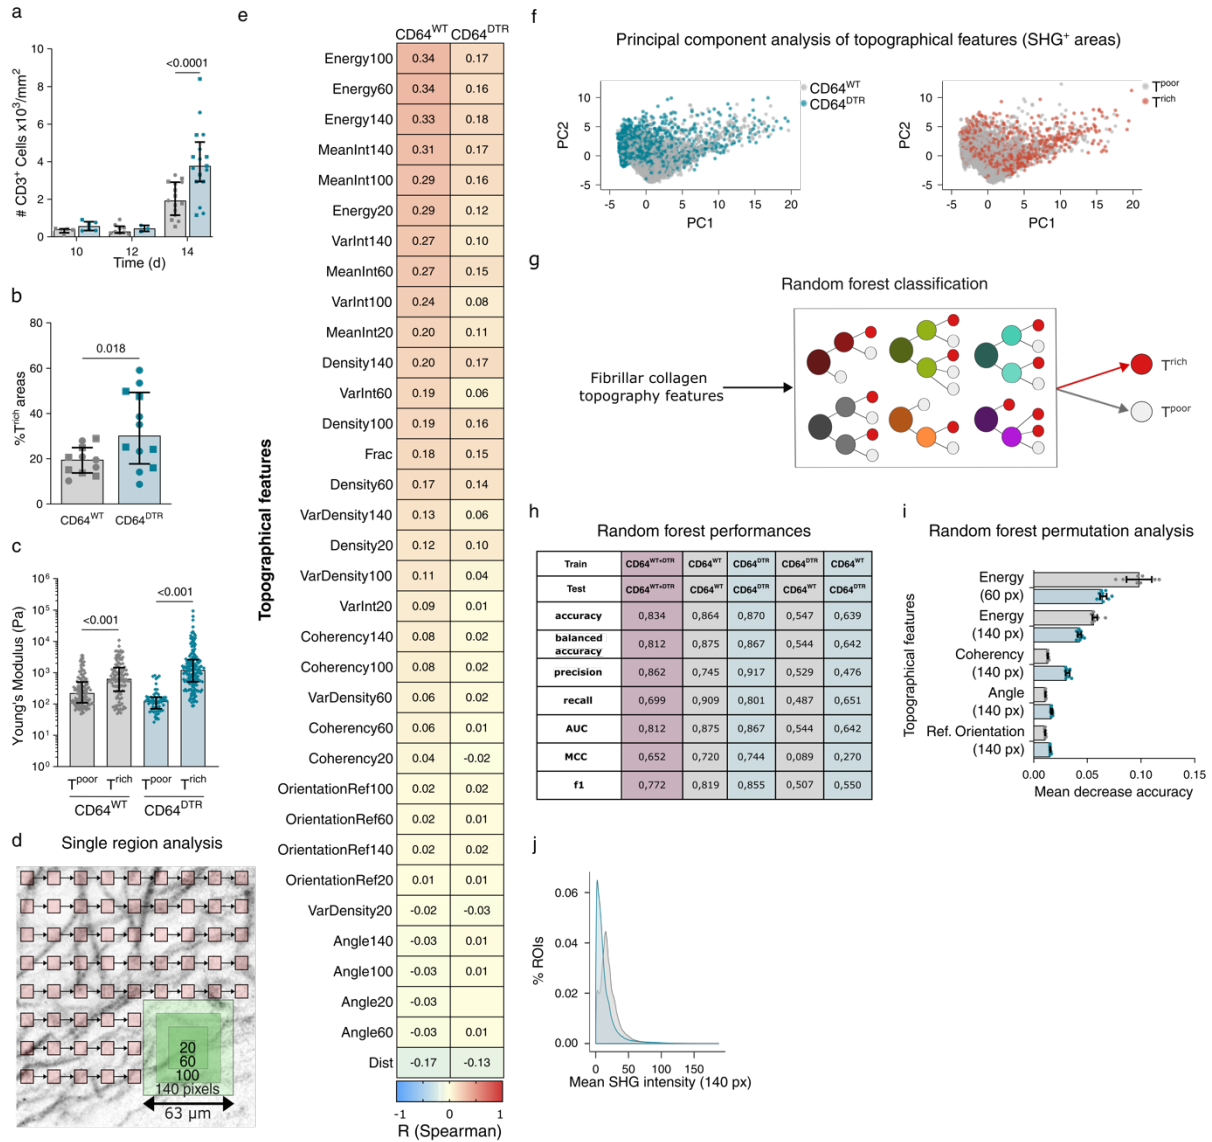 a
# CD3⁺ Cells x10³/mm²
10
8
6
4
2
0
<0.0001
10 12 14
Time (d)
b
%Tʳⁱᶜʰ areas
80
60
40
20
0
0.018
CD64ᵂᵀ CD64ᴰᵀᴿ
c
Young's Modulus (Pa)
10⁶
10⁵
10⁴
10³
10²
10¹
10⁰
<0.001 <0.001
Tᵖᵒᵒʳ Tʳⁱᶜʰ Tᵖᵒᵒʳ Tʳⁱᶜʰ
CD64ᵂᵀ CD64ᴰᵀᴿ
d Single region analysis
20
60
100
140 pixels
63 µm
e
CD64ᵂᵀ CD64ᴰᵀᴿ
Topographical features
Energy100 0.34 0.17
Energy60 0.34 0.16
Energy140 0.33 0.18
MeanInt140 0.31 0.17
MeanInt100 0.29 0.16
Energy20 0.29 0.12
VarInt140 0.27 0.10
MeanInt60 0.27 0.15
VarInt100 0.24 0.08
MeanInt20 0.20 0.11
Density140 0.20 0.17
VarInt60 0.19 0.06
Density100 0.19 0.16
Frac 0.18 0.15
Density60 0.17 0.14
VarDensity140 0.13 0.06
Density20 0.12 0.10
VarDensity100 0.11 0.04
VarInt20 0.09 0.01
Coherency140 0.08 0.02
Coherency100 0.08 0.02
VarDensity60 0.06 0.02
Coherency60 0.06 0.01
Coherency20 0.04 -0.02
OrientationRef100 0.02 0.02
OrientationRef60 0.02 0.01
OrientationRef140 0.02 0.02
OrientationRef20 0.01 0.01
VarDensity20 -0.02 -0.03
Angle140 -0.03 0.01
Angle100 -0.03 0.01
Angle20 -0.03
Angle60 -0.03 0.01
Dist -0.17 -0.13
-1 0 1
R (Spearman)
f
Principal component analysis of topographical features (SHG⁺ areas)
CD64ᵂᵀ
CD64ᴰᵀᴿ
PC2
20
15
10
5
0
-5
-5 0 5 10 15 20
PC1
Tᵖᵒᵒʳ
Tʳⁱᶜʰ
PC2
20
15
10
5
0
-5
-5 0 5 10 15 20
PC1
g
Random forest classification
Fibrillar collagen
topography features
Tʳⁱᶜʰ
Tᵖᵒᵒʳ
h
Random forest performances
Train CD64ᵂᵀ⁺ᴰᵀᴿ CD64ᵂᵀ CD64ᴰᵀᴿ CD64ᴰᵀᴿ CD64ᵂᵀ
Test CD64ᵂᵀ⁺ᴰᵀᴿ CD64ᵂᵀ CD64ᴰᵀᴿ CD64ᵂᵀ CD64ᴰᵀᴿ
accuracy 0,834 0,864 0,870 0,547 0,639
balanced
accuracy 0,812 0,875 0,867 0,544 0,642
precision 0,862 0,745 0,917 0,529 0,476
recall 0,699 0,909 0,801 0,487 0,651
AUC 0,812 0,875 0,867 0,544 0,642
MCC 0,652 0,720 0,744 0,089 0,270
f1 0,772 0,819 0,855 0,507 0,550
i
Random forest permutation analysis
Topographical features
Energy
(60 px)
Energy
(140 px)
Coherency
(140 px)
Angle
(140 px)
Ref. Orientation
(140 px)
0.00 0.05 0.10 0.15
Mean decrease accuracy
j
% ROIs
0.06
0.04
0.02
0.00
0 50 100 150
Mean SHG intensity (140 px)